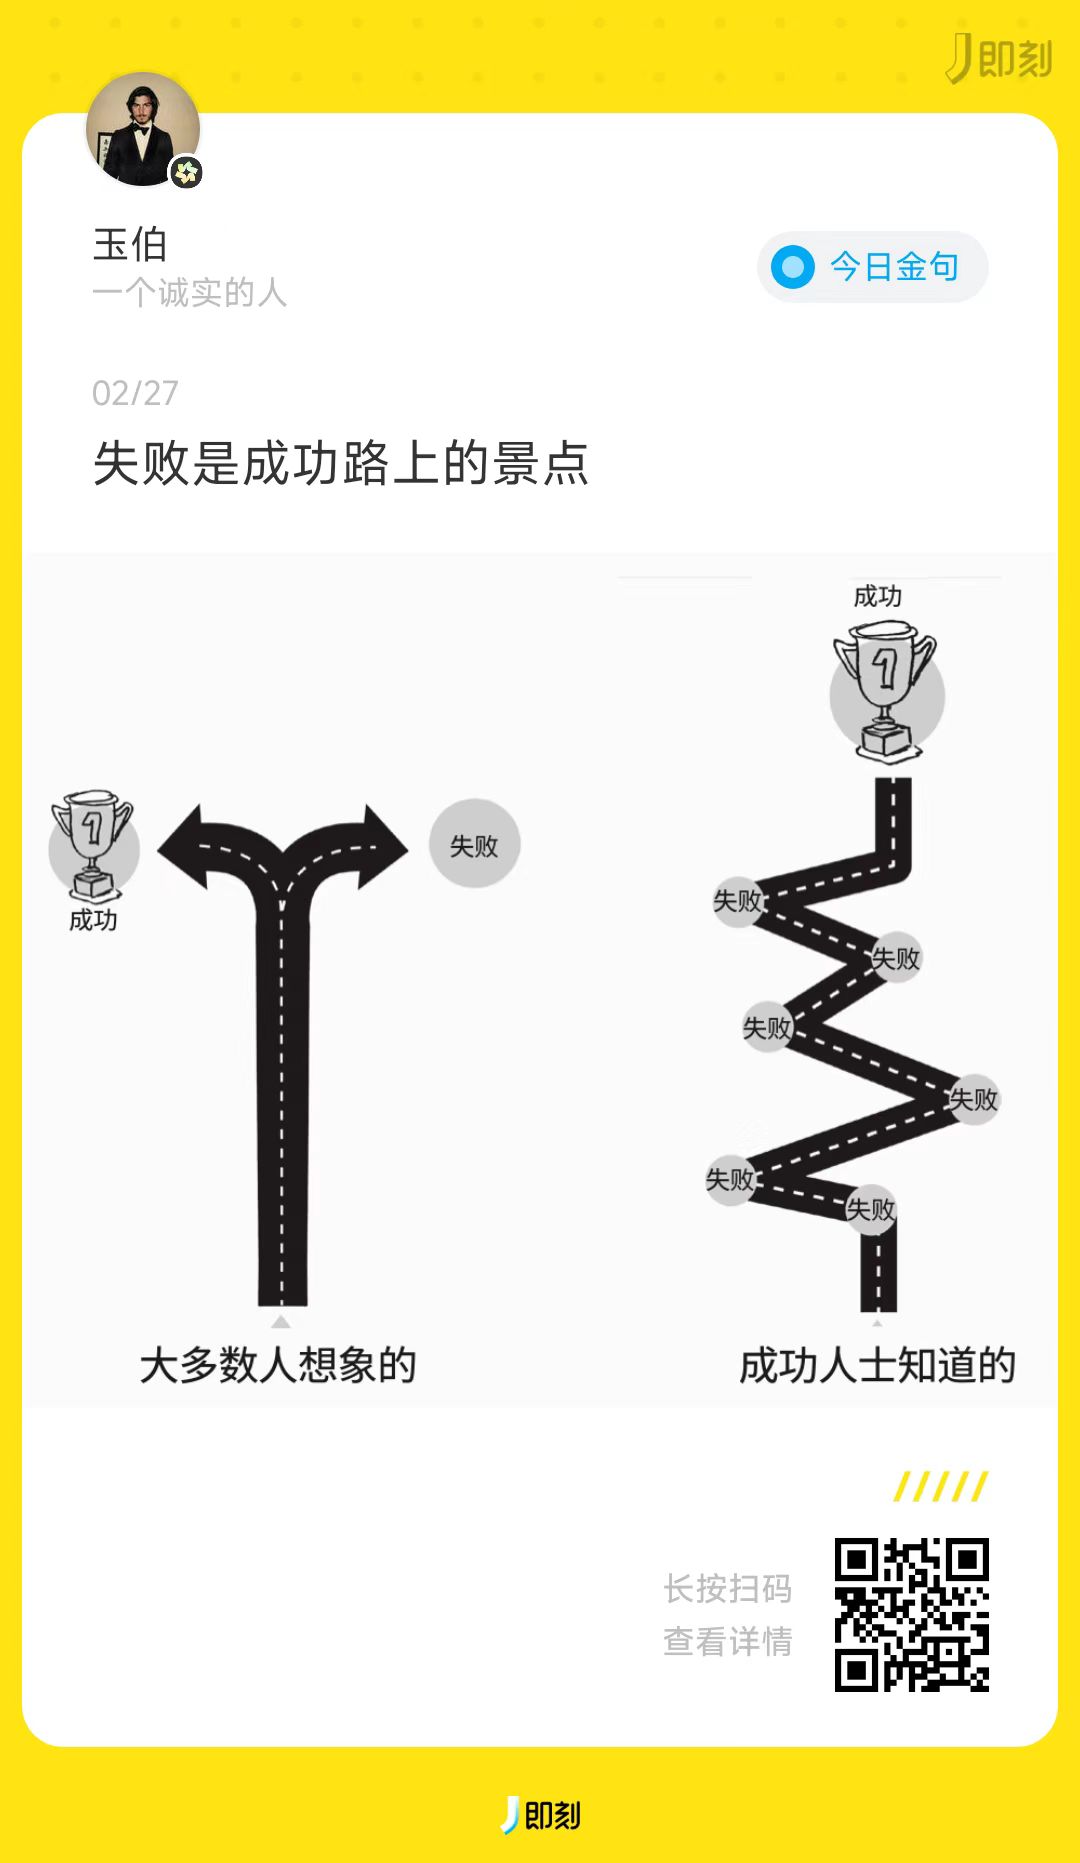 即刻
玉伯
一个诚实的人
今日金句
02/27
失败是成功路上的景点
成功
1
1
成功
失败
失败
失败
失败
失败
失败
失败
大多数人想象的
成功人士知道的
长按扫码
查看详情
即刻